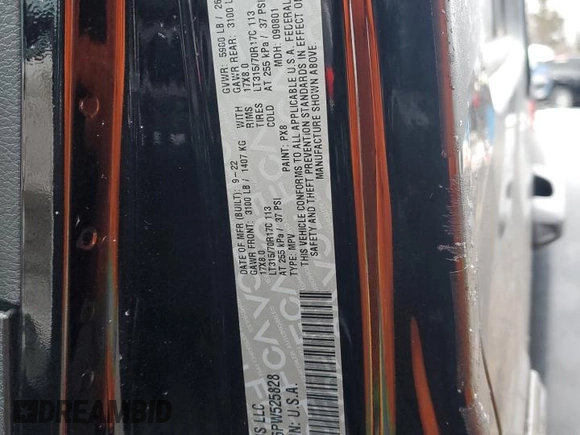 S LLC
DATE OF MFR (BUILT): 9-22
GVWR: 5900 LB / 26
GAWR FRONT: 3100 LB / 1407 KG WITH
GAWR REAR: 3100 L
17X8.0 RIMS
17X8.0
LT315/70R17C 113 TIRES
LT315/70R17C 113
AT 255 kPa / 37 PSI COLD
AT 255 kPa / 37 PSI
TYPE: MPV PAINT: PX8 MDH: 090801
THIS VEHICLE CONFORMS TO ALL APPLICABLE U.S.A. FEDERAL
SAFETY AND THEFT PREVENTION STANDARDS IN EFFECT ON
MANUFACTURE SHOWN ABOVE.
PW525828
N: U.S.A.
DREAMBID